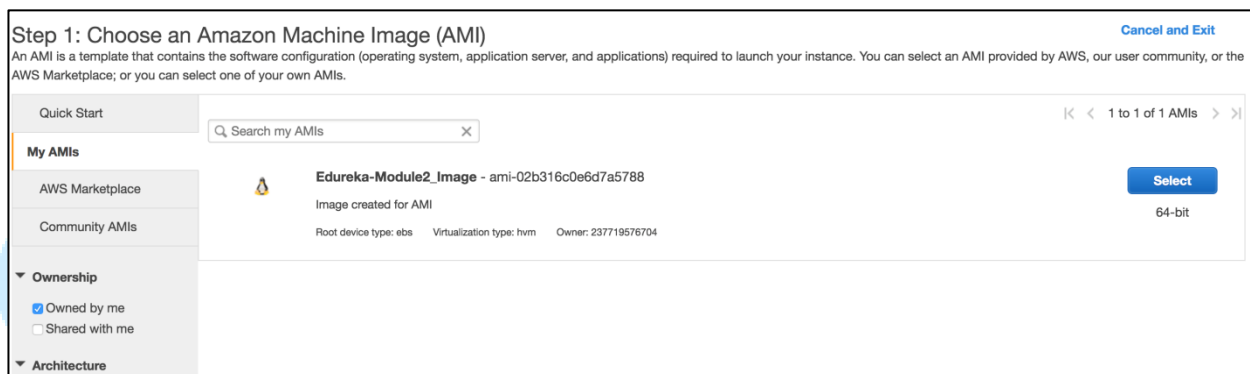 Step 1: Choose an Amazon Machine Image (AMI)
Cancel and Exit
An AMI is a template that contains the software configuration (operating system, application server, and applications) required to launch your instance. You can select an AMI provided by AWS, our user community, or the
AWS Marketplace; or you can select one of your own AMIs.
Quick Start
My AMIs
AWS Marketplace
Community AMIs
Ownership
Owned by me
Shared with me
Architecture
Search my AMIs
1 to 1 of 1 AMIs
Edureka-Module2_Image - ami-02b316c0e6d7a5788
Image created for AMI
Root device type: ebs Virtualization type: hvm Owner: 237719576704
Select
64-bit